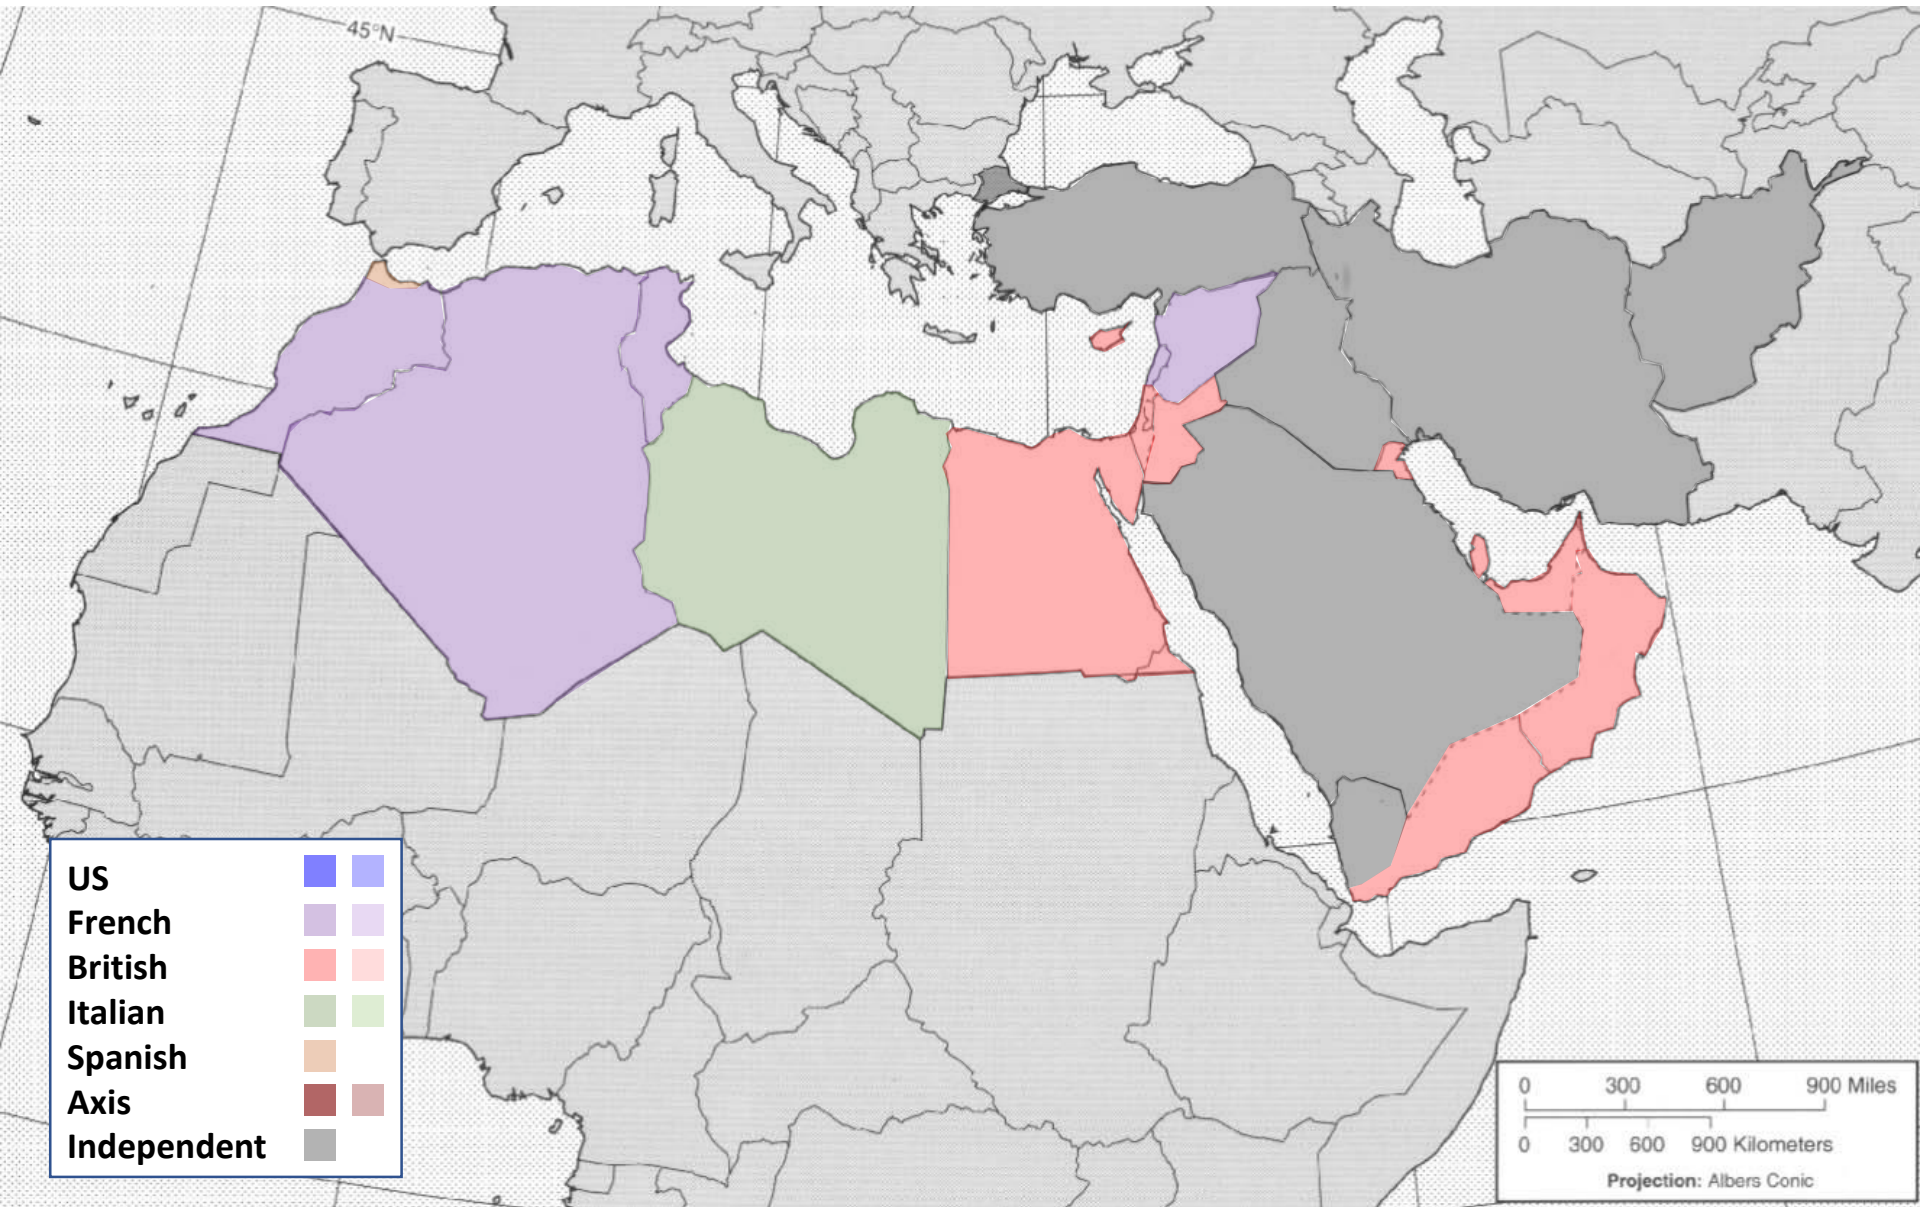 45°N
US
French
British
Italian
Spanish
Axis
Independent
0 300 600 900 Miles
0 300 600 900 Kilometers
Projection: Albers Conic